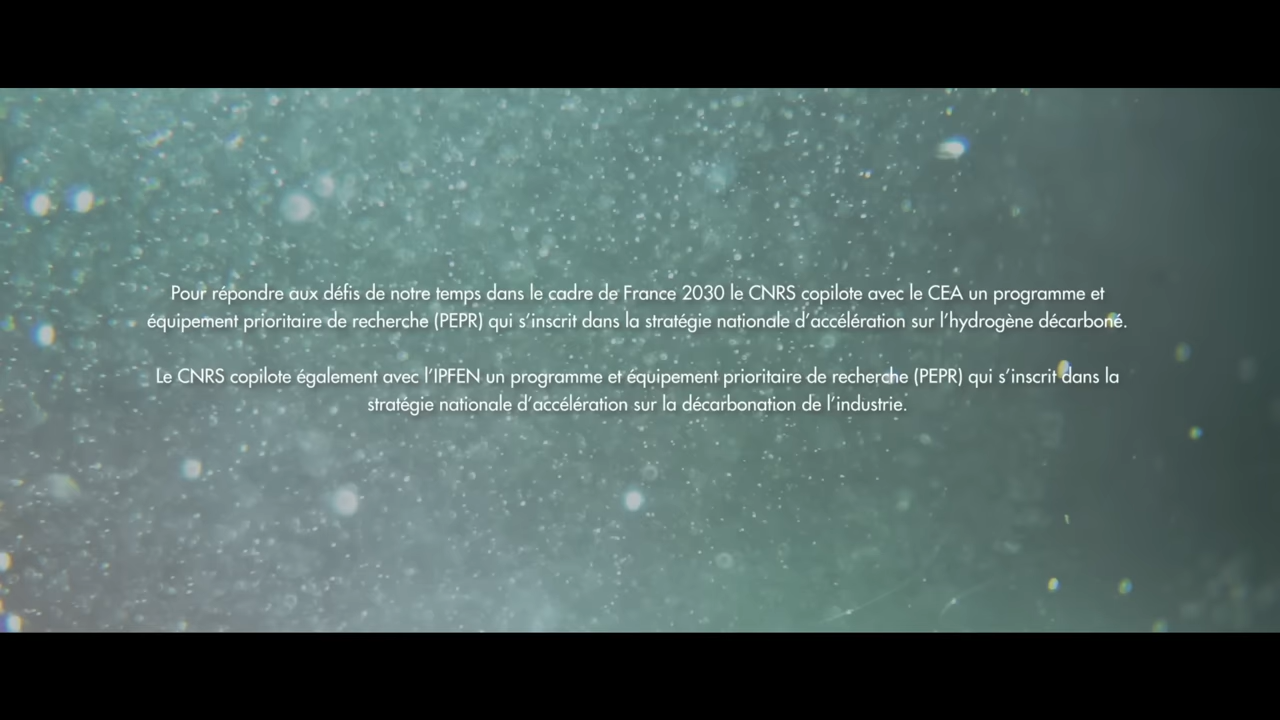 Pour répondre aux défis de notre temps dans le cadre de France 2030 le CNRS copilote avec le CEA un programme et
équipement prioritaire de recherche (PEPR) qui s’inscrit dans la stratégie nationale d’accélération sur l’hydrogène décarboné.
Le CNRS copilote également avec l’IPFEN un programme et équipement prioritaire de recherche (PEPR) qui s’inscrit dans la
stratégie nationale d’accélération sur la décarbonation de l’industrie.